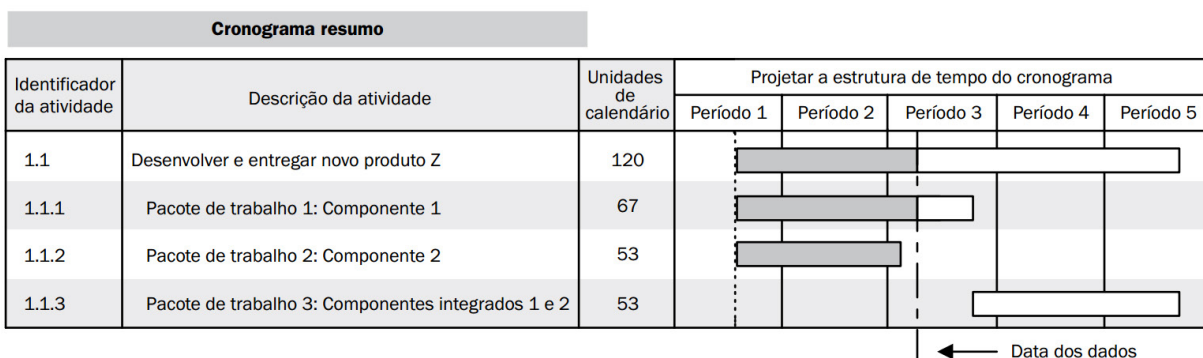 Cronograma resumo
Identificador da atividade
Descrição da atividade
Unidades de calendário
Projetar a estrutura de tempo do cronograma
Período 1 Período 2 Período 3 Período 4 Período 5
1.1 Desenvolver e entregar novo produto Z 120
1.1.1 Pacote de trabalho 1: Componente 1 67
1.1.2 Pacote de trabalho 2: Componente 2 53
1.1.3 Pacote de trabalho 3: Componentes integrados 1 e 2 53
Data dos dados